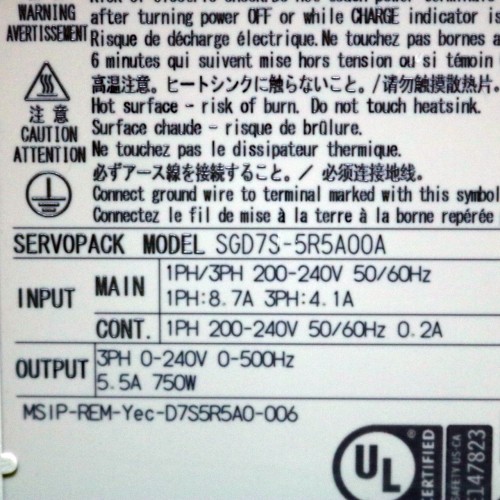 WARNING
AVERTISSEMENT
after turning power OFF or while CHARGE indicator is
Risque de décharge électrique. Ne touchez pas bornes a
6 minutes qui suivent mise hors tension ou si témoin
高温注意。ヒートシンクに触らないこと。/请勿触摸散热片。
注 意
CAUTION
ATTENTION
Hot surface - risk of burn. Do not touch heatsink.
Surface chaude - risque de brûlure.
Ne touchez pas le dissipateur thermique.
必ずアース線を接続すること。/ 必须连接地线。
Connect ground wire to terminal marked with this symbol
Connectez le fil de mise à la terre à la borne repérée
SERVOPACK MODEL SGD7S-5R5A00A
INPUT
MAIN
1PH/3PH 200-240V 50/60Hz
1PH:8.7A 3PH:4.1A
CONT. 1PH 200-240V 50/60Hz 0.2A
OUTPUT
3PH 0-240V 0-500Hz
5.5A 750W
MSIP-REM-Yec-D7S5R5A0-006
UL
CERTIFIED
SAFETY US-CA
147823